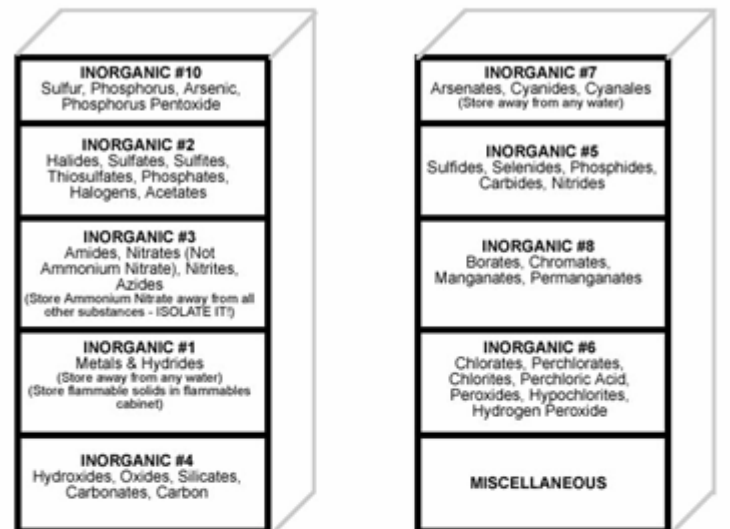 INORGANIC #10
Sulfur, Phosphorus, Arsenic,
Phosphorus Pentoxide
INORGANIC #2
Halides, Sulfates, Sulfites,
Thiosulfates, Phosphates,
Halogens, Acetates
INORGANIC #3
Amides, Nitrates (Not
Ammonium Nitrate), Nitrites,
Azides
(Store Ammonium Nitrate away from all
other substances - ISOLATE IT!)
INORGANIC #1
Metals & Hydrides
(Store away from any water)
(Store flammable solids in flammables
cabinet)
INORGANIC #4
Hydroxides, Oxides, Silicates,
Carbonates, Carbon
INORGANIC #7
Arsenates, Cyanides, Cyanales
(Store away from any water)
INORGANIC #5
Sulfides, Selenides, Phosphides,
Carbides, Nitrides
INORGANIC #8
Borates, Chromates,
Manganates, Permanganates
INORGANIC #6
Chlorates, Perchlorates,
Chlorites, Perchloric Acid,
Peroxides, Hypochlorites,
Hydrogen Peroxide
MISCELLANEOUS